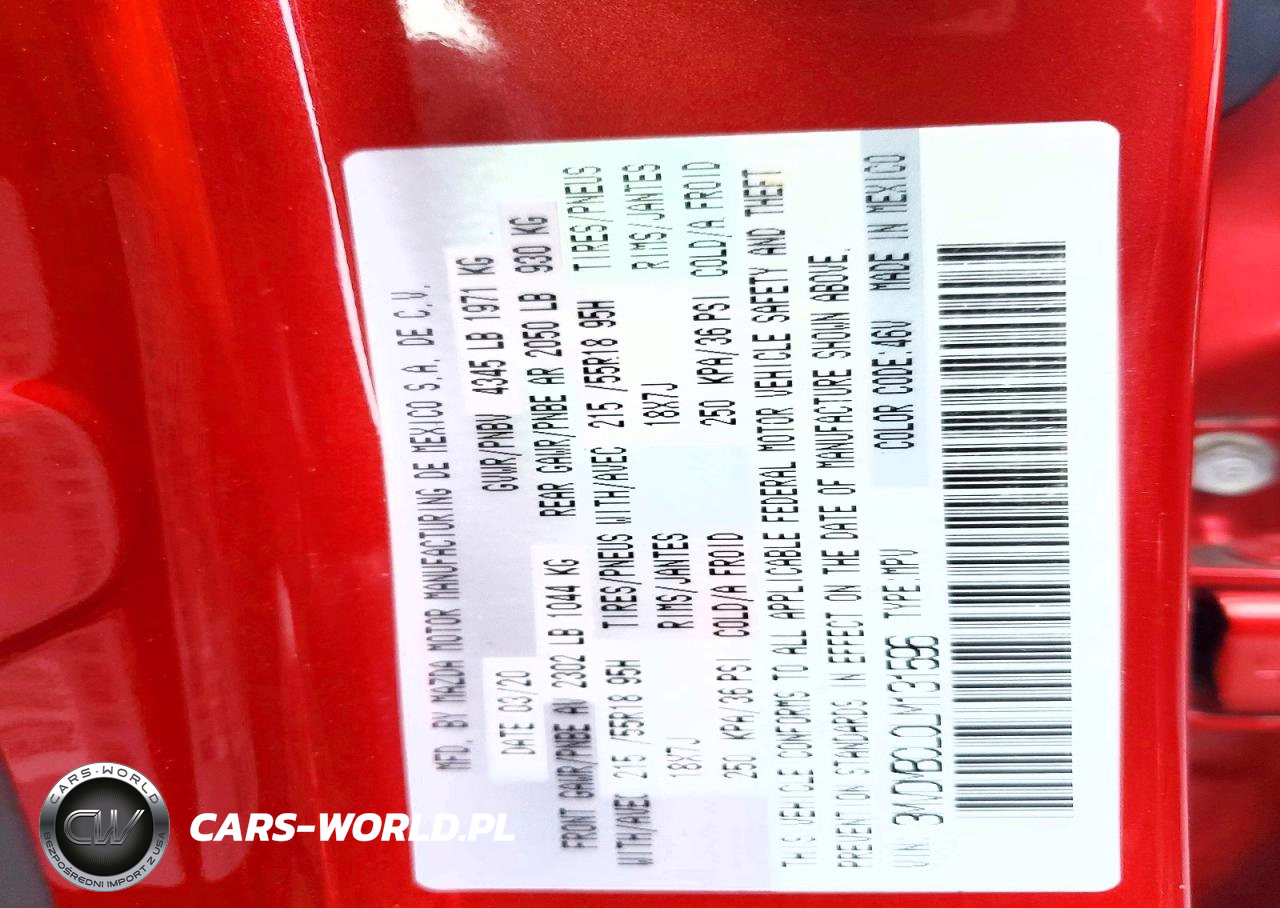 MFD. BY MAZDA MOTOR MANUFACTURING DE MEXICO S.A. DE C.V.
DATE 03/20 GVWR/PNBV 4345 LB 1971 KG
FRONT GAWR/PNBE AV 2302 LB 1044 KG REAR GAWR/PNBE AR 2050 LB 930 KG
WITH/AVEC 215 /55R18 95H TIRES/PNEUS WITH/AVEC 215 /55R18 95H TIRES/PNEUS
18X7J RIMS/JANTES 18X7J RIMS/JANTES
250 KPA/36 PSI COLD/A FROID 250 KPA/36 PSI COLD/A FROID
THIS VEHICLE CONFORMS TO ALL APPLICABLE FEDERAL MOTOR VEHICLE SAFETY AND THEFT
PREVENTION STANDARDS IN EFFECT ON THE DATE OF MANUFACTURE SHOWN ABOVE.
VIN: 3MVDMBCL0LM131595 TYPE:MPV COLOR CODE:46V MADE IN MEXICO
CARS-WORLD
CW
BEZPOŚREDNI IMPORT Z USA
CARS-WORLD.PL